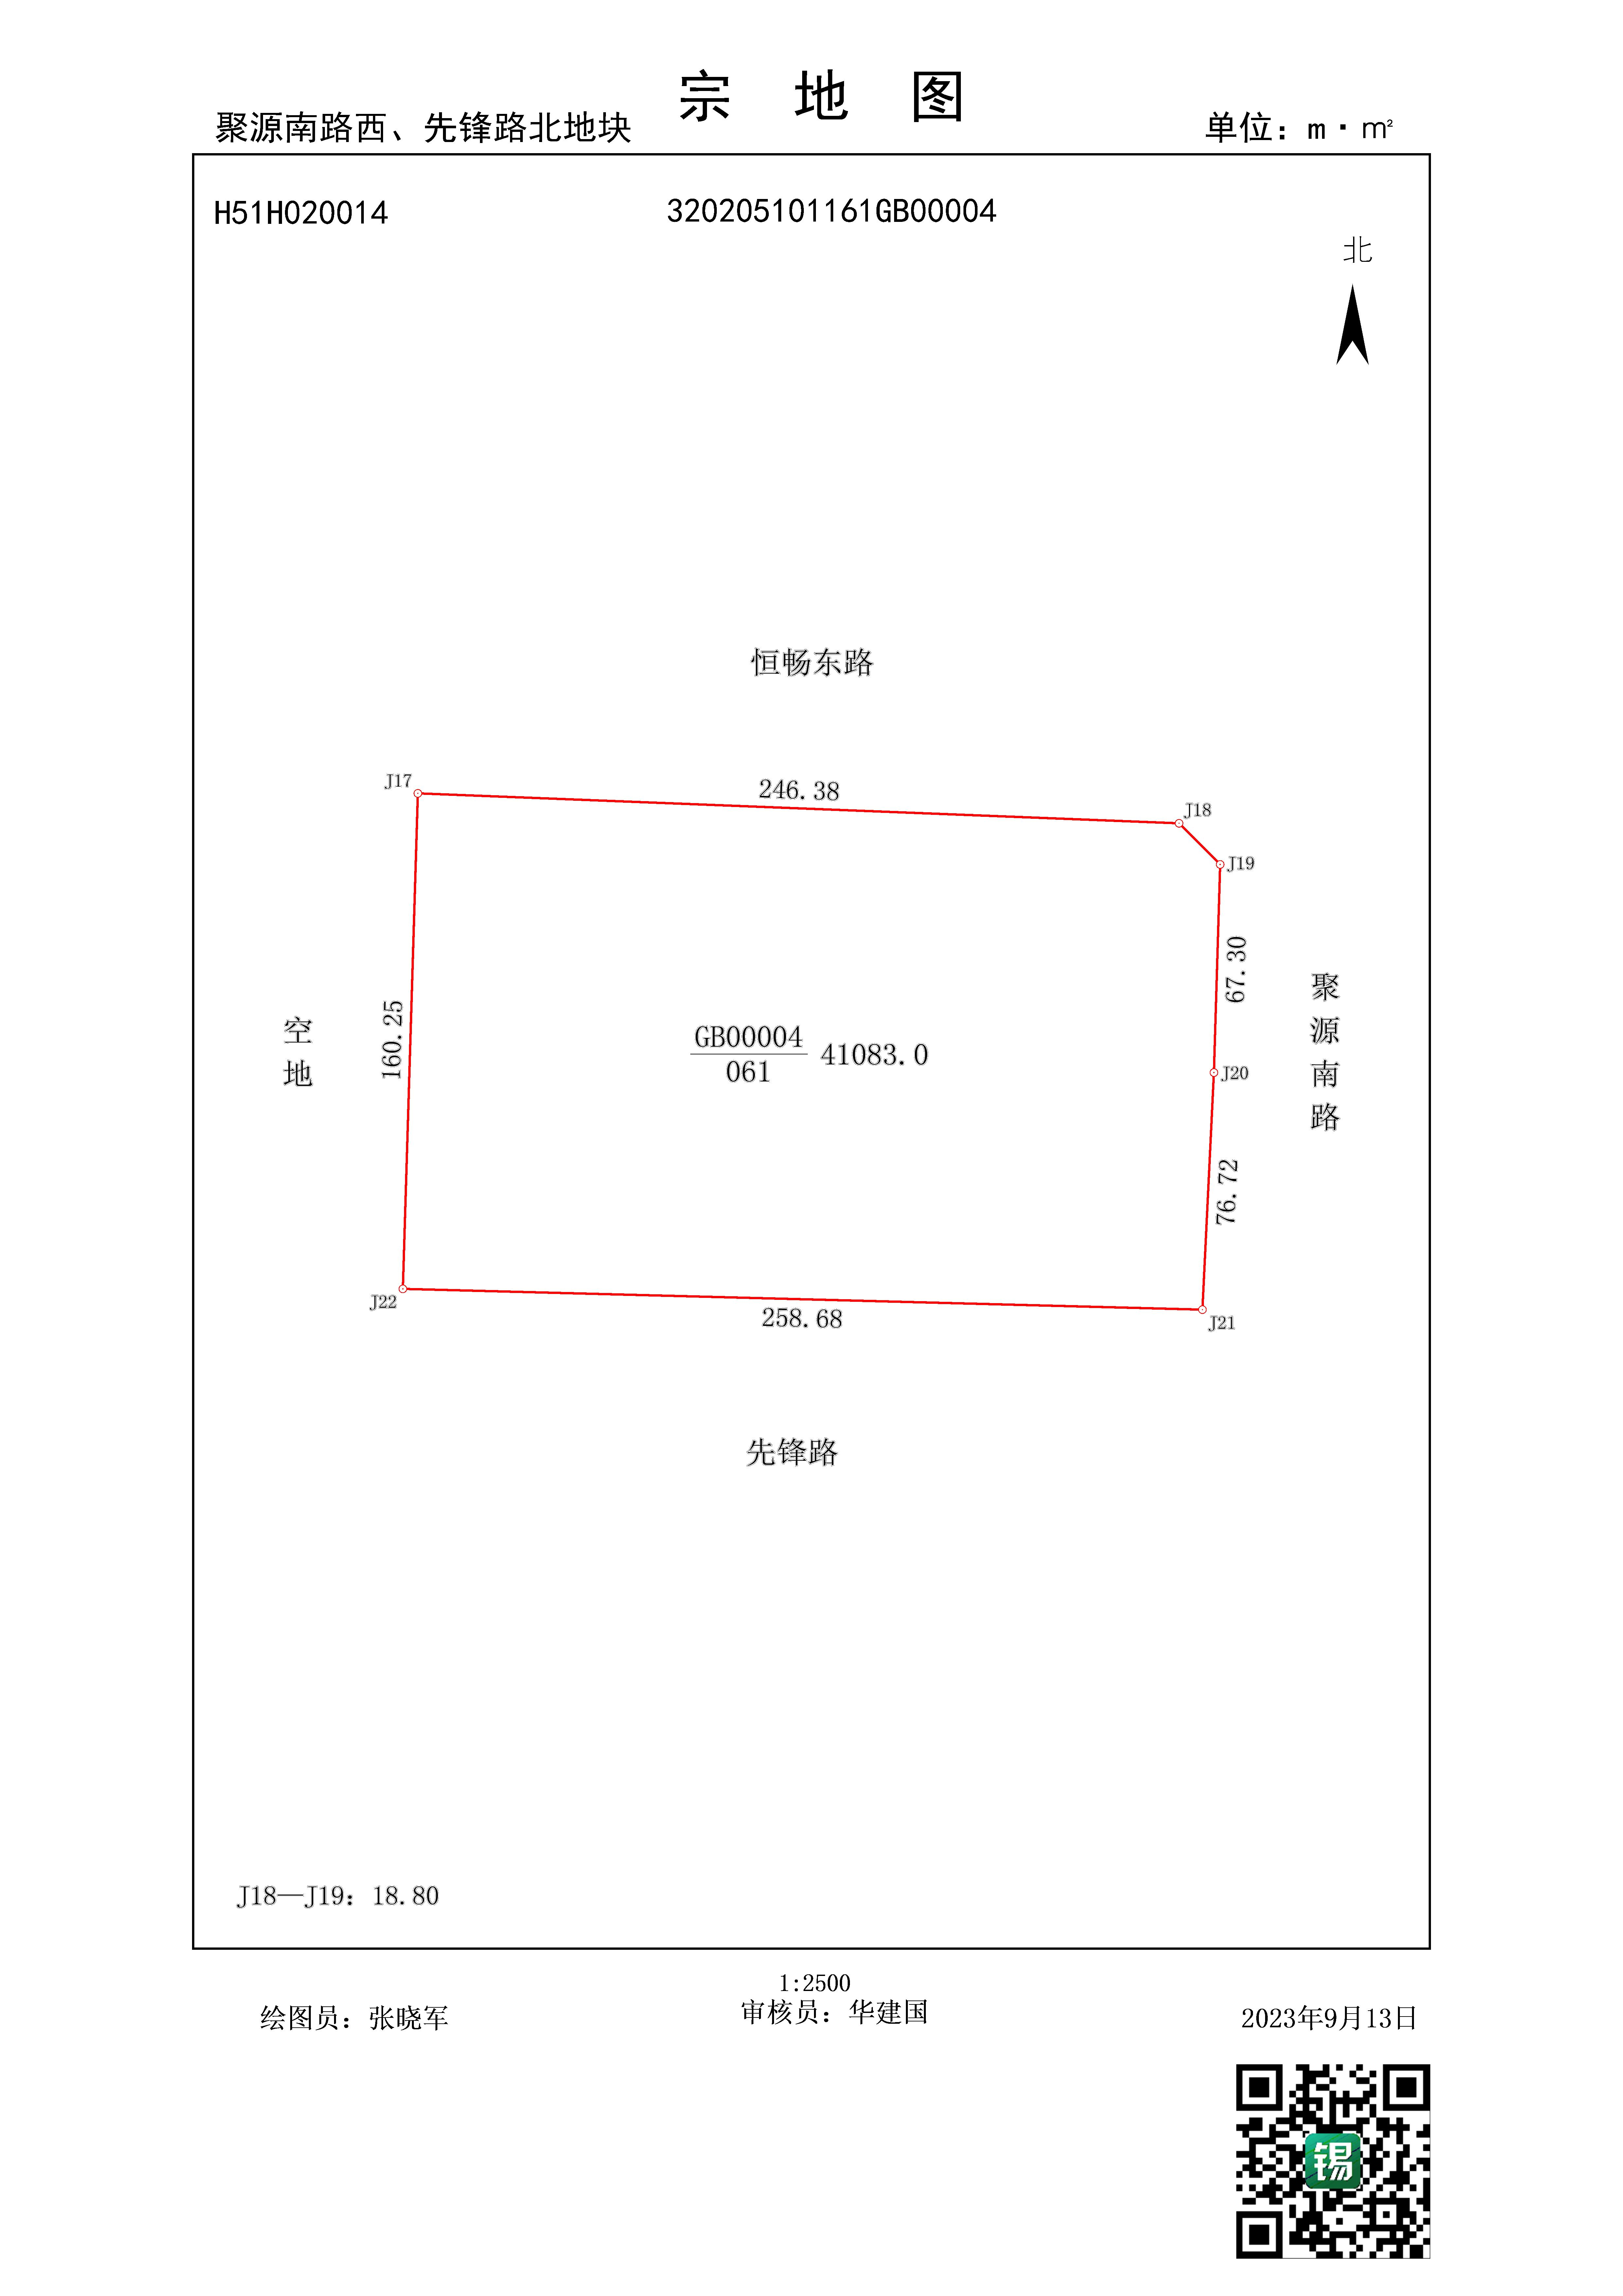 宗 地 图
聚源南路西、先锋路北地块
单位：m·㎡
H51H020014
320205101161GB00004
北
恒畅东路
J17
246.38
J18
J19
67.30
聚源南路
空地
160.25
GB00004
061
41083.0
J20
76.72
J22
258.68
J21
先锋路
J18—J19：18.80
1:2500
绘图员：张晓军
审核员：华建国
2023年9月13日
锡